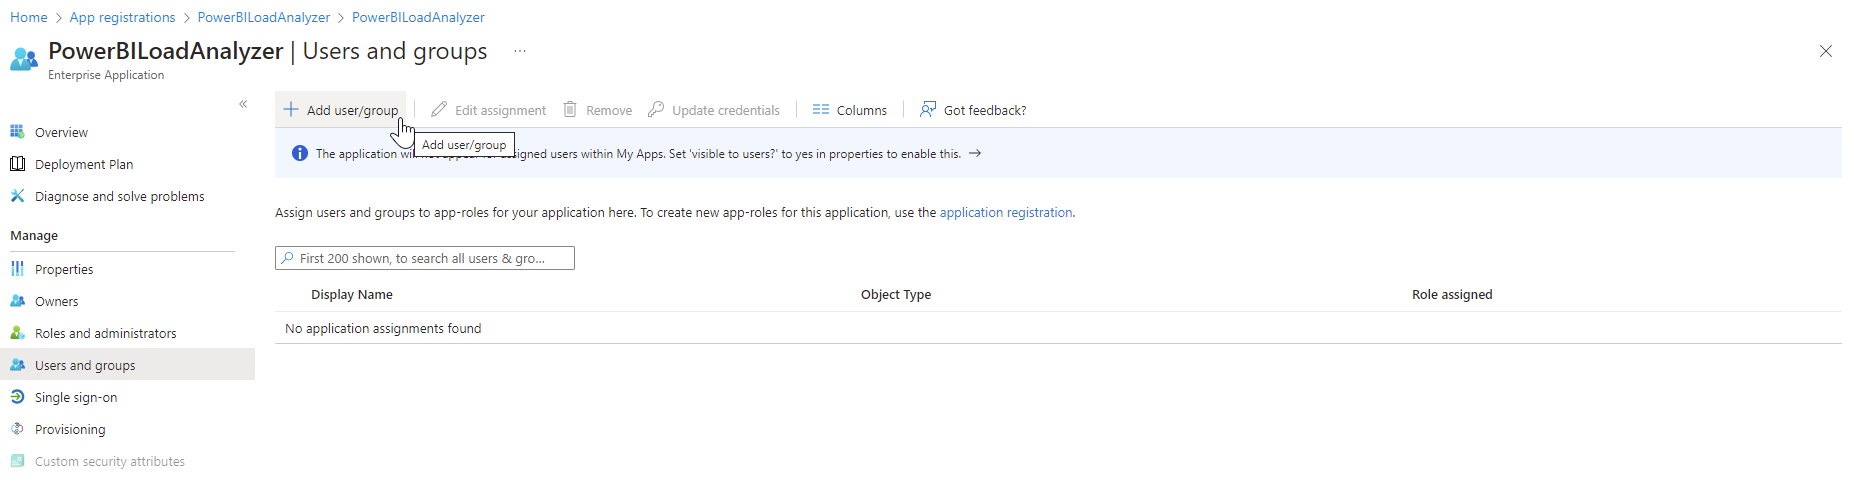 Home > App registrations > PowerBILoadAnalyzer > PowerBILoadAnalyzer
PowerBILoadAnalyzer | Users and groups ...
Enterprise Application
«
Add user/group Edit assignment Remove Update credentials Columns Got feedback?
Add user/group
The application will not appear for assigned users within My Apps. Set 'visible to users?' to yes in properties to enable this. →
Overview
Deployment Plan
Diagnose and solve problems
Manage
Properties
Owners
Roles and administrators
Users and groups
Single sign-on
Provisioning
Custom security attributes
Assign users and groups to app-roles for your application here. To create new app-roles for this application, use the application registration.
First 200 shown, to search all users & gro...
Display Name Object Type Role assigned
No application assignments found